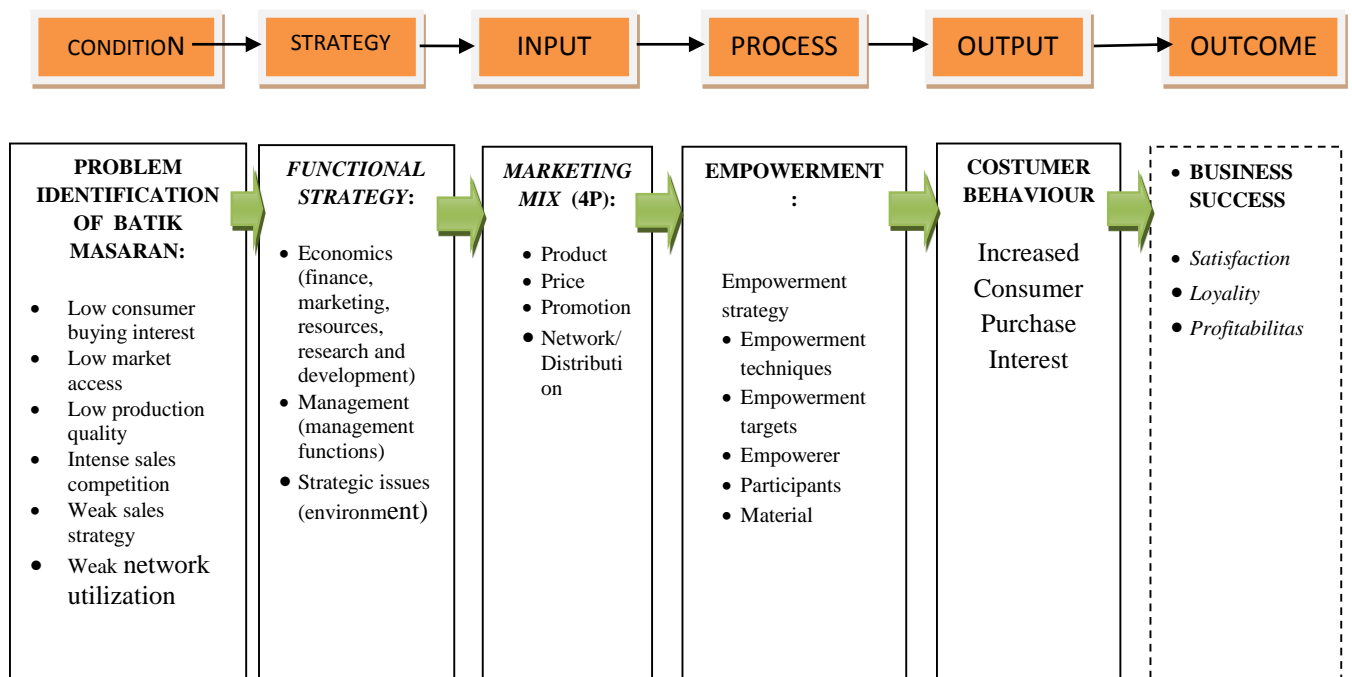 CONDITION
STRATEGY
INPUT
PROCESS
OUTPUT
OUTCOME
PROBLEM
IDENTIFICATION
OF BATIK
MASARAN:
• Low consumer
buying interest
• Low market
access
• Low production
quality
• Intense sales
competition
• Weak sales
strategy
• Weak network
utilization
FUNCTIONAL
STRATEGY:
• Economics
(finance,
marketing,
resources,
research and
development)
• Management
(management
functions)
• Strategic issues
(environment)
MARKETING
MIX (4P):
• Product
• Price
• Promotion
• Network/
Distributi
on
EMPOWERMENT
:
Empowerment
strategy
• Empowerment
techniques
• Empowerment
targets
• Empowerer
• Participants
• Material
COSTUMER
BEHAVIOUR
Increased
Consumer
Purchase
Interest
• BUSINESS
SUCCESS
• Satisfaction
• Loyality
• Profitabilitas